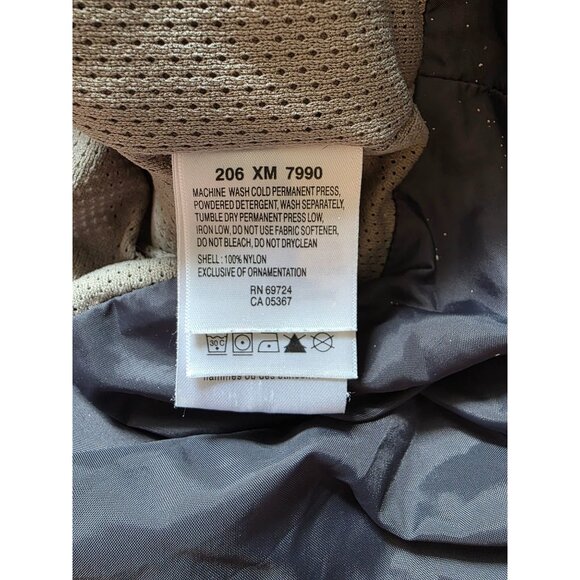 206 XM 7990
MACHINE WASH COLD PERMANENT PRESS,
POWDERED DETERGENT, WASH SEPARATELY,
TUMBLE DRY PERMANENT PRESS LOW,
IRON LOW, DO NOT USE FABRIC SOFTENER,
DO NOT BLEACH, DO NOT DRYCLEAN
SHELL : 100% NYLON
EXCLUSIVE OF ORNAMENTATION
RN 69724
CA 05367
30 C